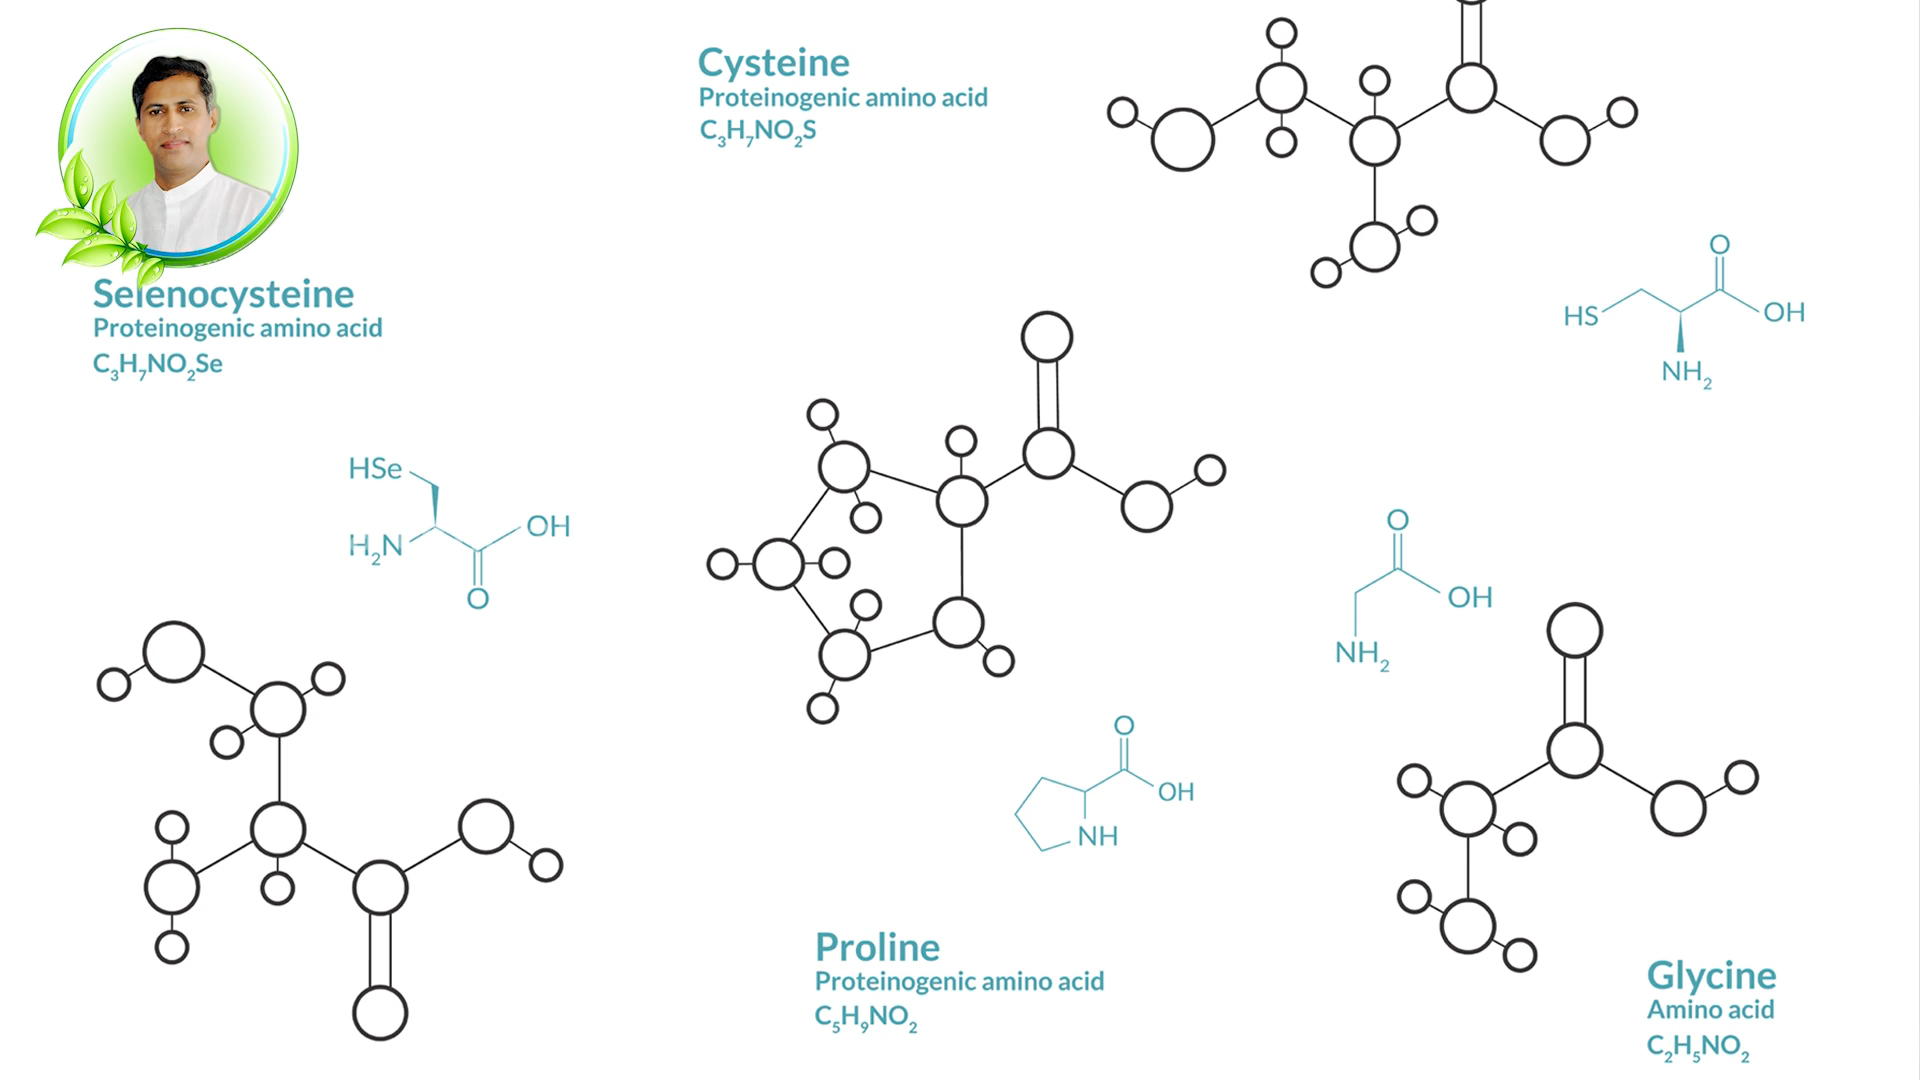 Cysteine
Proteinogenic amino acid
C₃H₇NO₂S
Selenocysteine
Proteinogenic amino acid
C₃H₇NO₂Se
O
HS
OH
NH₂
HSe
H₂N
OH
O
O
OH
NH₂
O
OH
NH
Proline
Proteinogenic amino acid
C₅H₉NO₂
Glycine
Amino acid
C₂H₅NO₂